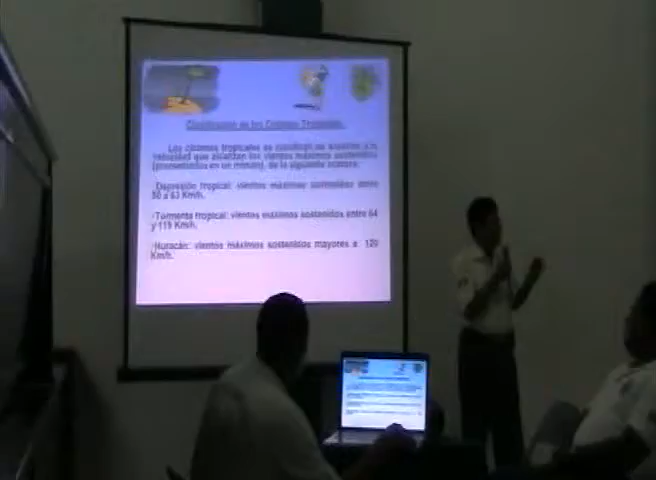 Clasificación de los Ciclones Tropicales
Los ciclones tropicales se clasifican de acuerdo a la
velocidad que alcanzan los vientos máximos sostenidos
(promediados en un minuto), de la siguiente manera:
·Depresión tropical: vientos máximos sostenidos entre
50 a 63 Km/h.
·Tormenta tropical: vientos máximos sostenidos entre 64
y 119 Km/h.
·Huracán: vientos máximos sostenidos mayores a 120
Km/h.